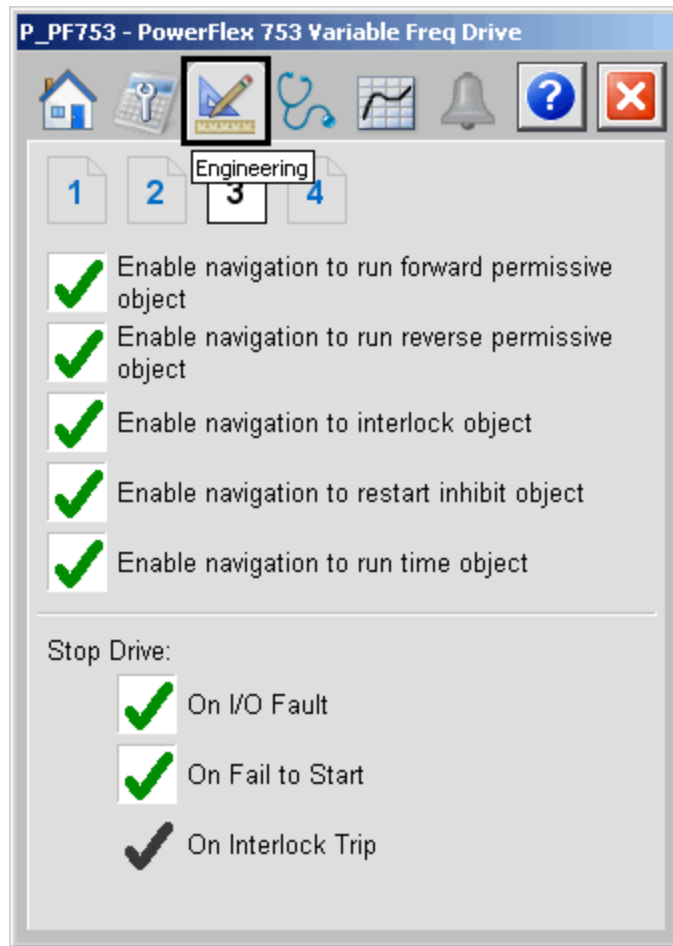 P_PF753 - PowerFlex 753 Variable Freq Drive
?
Engineering
1 2 3 4
Enable navigation to run forward permissive
object
Enable navigation to run reverse permissive
object
Enable navigation to interlock object
Enable navigation to restart inhibit object
Enable navigation to run time object
Stop Drive:
On I/O Fault
On Fail to Start
On Interlock Trip